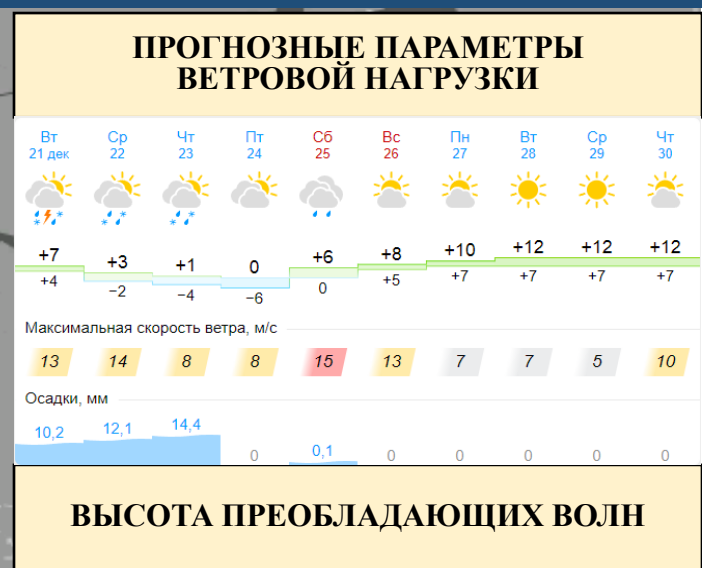 ПРОГНОЗНЫЕ ПАРАМЕТРЫ
ВЕТРОВОЙ НАГРУЗКИ
Вт Ср Чт Пт Сб Вс Пн Вт Ср Чт
21 дек 22 23 24 25 26 27 28 29 30
+7 +3 +1 0 +6 +8 +10 +12 +12 +12
+4 −2 −4 −6 0 +5 +7 +7 +7 +7
Максимальная скорость ветра, м/с
13 14 8 8 15 13 7 7 5 10
Осадки, мм
10,2 12,1 14,4 0 0,1 0 0 0 0 0
ВЫСОТА ПРЕОБЛАДАЮЩИХ ВОЛН